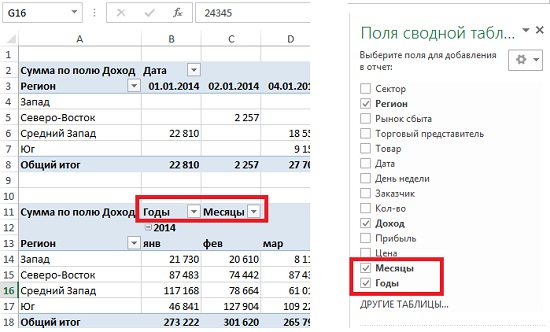 G16 24345
A B C D
1
2 Сумма по полю Доход Дата
3 Регион 01.01.2014 02.01.2014 04.01.201
4 Запад
5 Северо-Восток 2 257
6 Средний Запад 22 810 18 55
7 Юг 9 15
8 Общий итог 22 810 2 257 27 70
9
10
11 Сумма по полю Доход Годы Месяцы
12 2014
13 Регион янв фев мар
14 Запад 21 730 20 610 8 11
15 Северо-Восток 87 483 74 442 87 43
16 Средний Запад 117 168 78 664 61 01
17 Юг 46 841 127 904 109 22
18 Общий итог 273 222 301 620 265 79
Поля сводной табл...
Выберите поля для добавления
в отчет:
Сектор
Регион
Рынок сбыта
Торговый представитель
Товар
Дата
День недели
Заказчик
Кол-во
Доход
Прибыль
Цена
Месяцы
Годы
ДРУГИЕ ТАБЛИЦЫ...